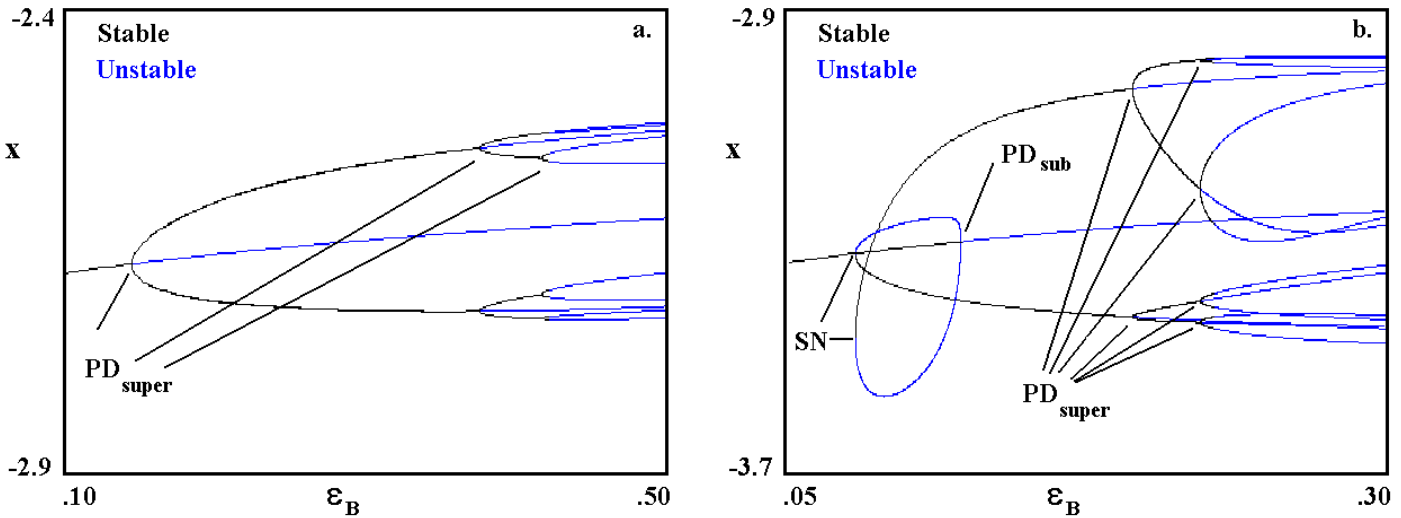 -2.4
Stable
a.
Unstable
x
PD super
-2.9
.10
ε B
.50
-2.9
Stable
b.
Unstable
x
PD sub
SN
PD super
-3.7
.05
ε B
.30